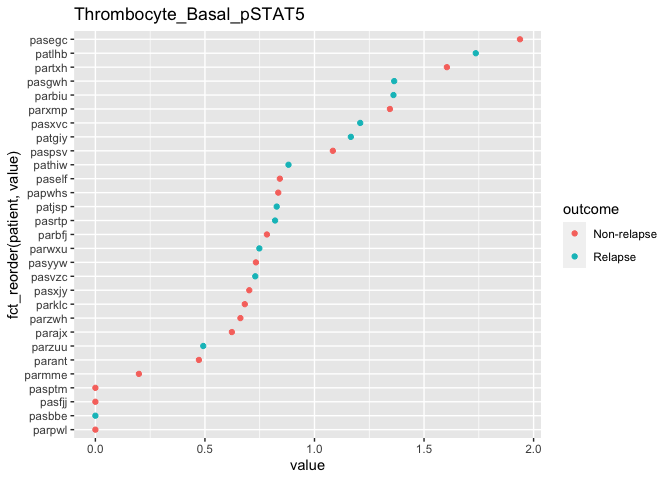 Thrombocyte_Basal_pSTAT5
fct_reorder(patient, value)
pasegc
patlhb
partxh
pasgwh
parbiu
parxmp
pasxvc
patgiy
paspsv
pathiw
paself
papwhs
patjsp
pasrtp
parbfj
parwxu
pasyyw
pasvzc
pasxjy
parklc
parzwh
parajx
parzuu
parant
parmme
pasptm
pasfjj
pasbbe
parpwl
0.0 0.5 1.0 1.5 2.0
value
outcome
Non-relapse
Relapse